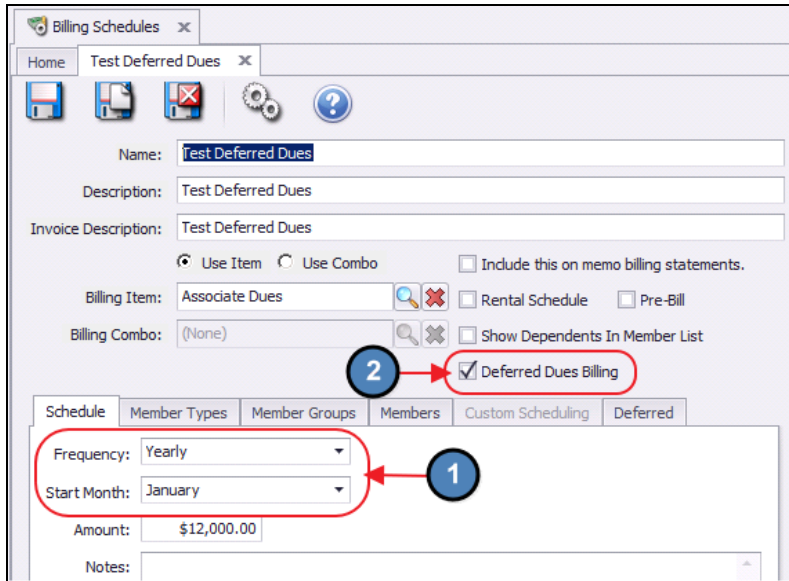 Billing Schedules x
Home Test Deferred Dues x
?
Name: Test Deferred Dues
Description: Test Deferred Dues
Invoice Description: Test Deferred Dues
Use Item Use Combo Include this on memo billing statements.
Billing Item: Associate Dues Rental Schedule Pre-Bill
Billing Combo: (None) Show Dependents In Member List
2 Deferred Dues Billing
Schedule Member Types Member Groups Members Custom Scheduling Deferred
Frequency: Yearly
1
Start Month: January
Amount: $12,000.00
Notes: